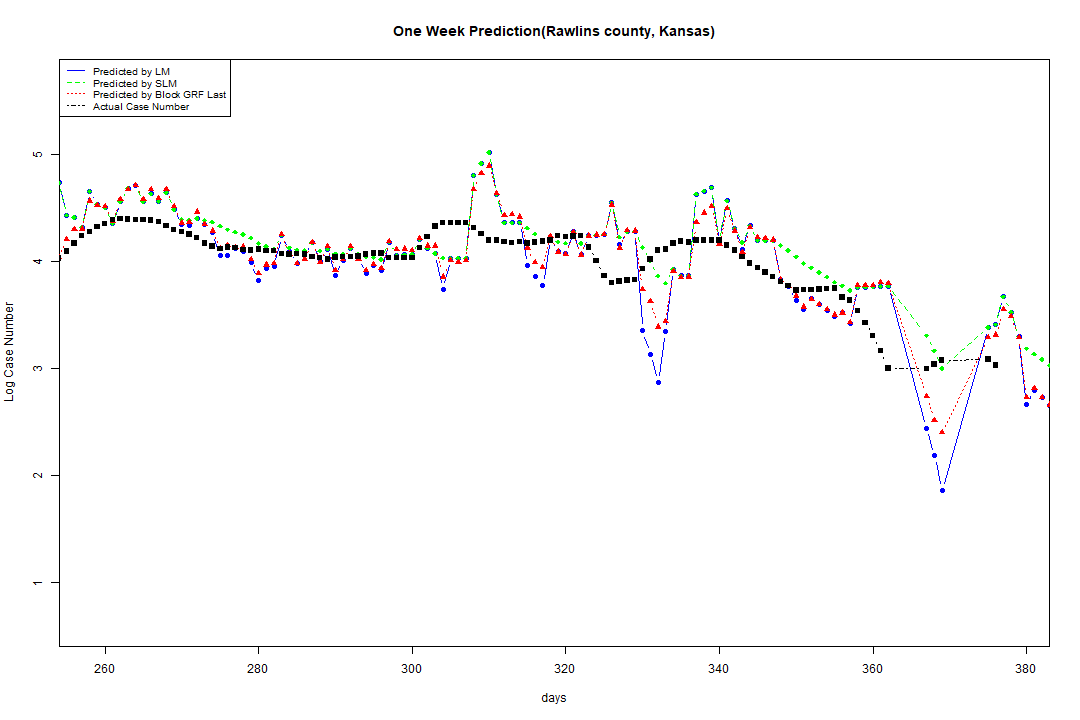 One Week Prediction(Rawlins county, Kansas)
Predicted by LM
Predicted by SLM
Predicted by Block GRF Last
Actual Case Number
5
4
3
2
1
Log Case Number
260 280 300 320 340 360 380
days